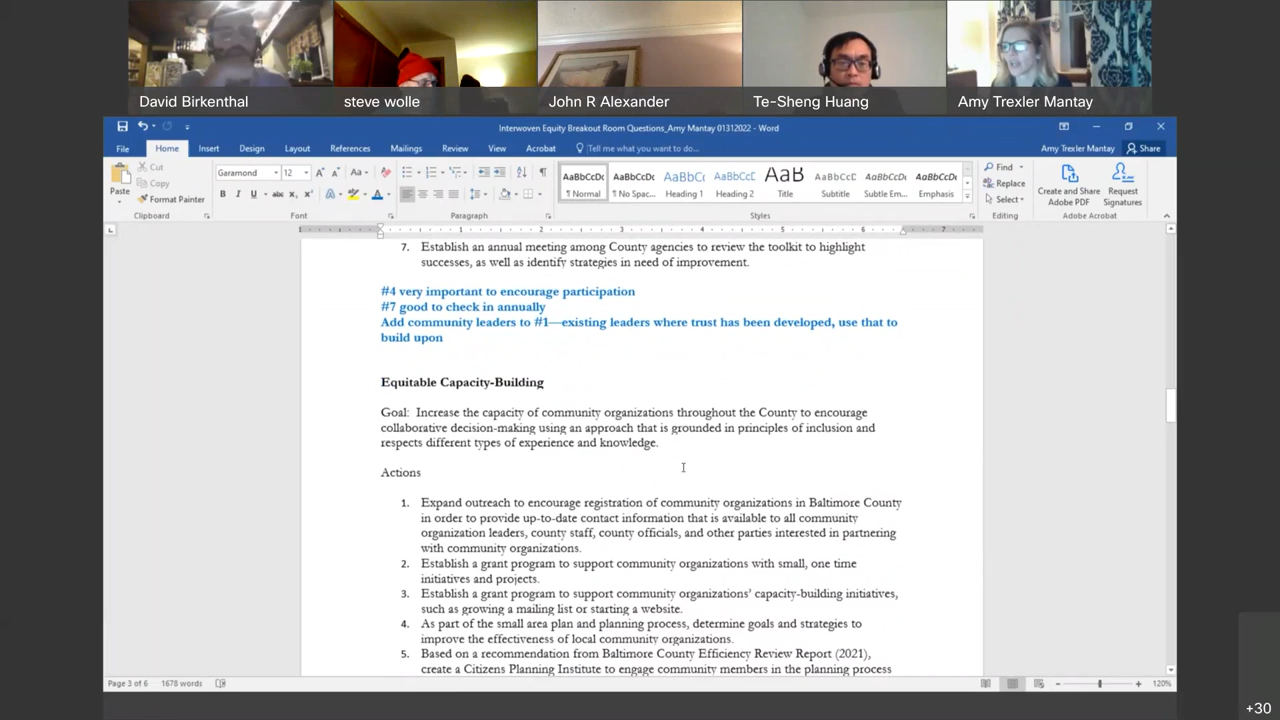 David Birkenthal
steve wolle
John R Alexander
Te-Sheng Huang
Amy Trexler Mantay
Interwoven Equity Breakout Room Questions_Amy Mantay 01312022 - Word
File Home Insert Design Layout References Mailings Review View Acrobat Tell me what you want to do... Amy Trexler Mantay Share
Paste
Cut
Copy
Format Painter
Clipboard
Garamond 12
Font
Paragraph
AaBbCcDc AaBbCcDc AaBbCc AaBbCcD AaB AaBbCcD AaBbCcDc AaBbCcDc
¶ Normal ¶ No Spac... Heading 1 Heading 2 Title Subtitle Subtle Em... Emphasis
Styles
Find
Replace
Select
Editing
Create and Share
Adobe PDF
Request
Signatures
Adobe Acrobat
1 2 3 4 5 6 7
7. Establish an annual meeting among County agencies to review the toolkit to highlight
successes, as well as identify strategies in need of improvement.
#4 very important to encourage participation
#7 good to check in annually
Add community leaders to #1—existing leaders where trust has been developed, use that to
build upon
Equitable Capacity-Building
Goal: Increase the capacity of community organizations throughout the County to encourage
collaborative decision-making using an approach that is grounded in principles of inclusion and
respects different types of experience and knowledge.
Actions
1. Expand outreach to encourage registration of community organizations in Baltimore County
in order to provide up-to-date contact information that is available to all community
organization leaders, county staff, county officials, and other parties interested in partnering
with community organizations.
2. Establish a grant program to support community organizations with small, one time
initiatives and projects.
3. Establish a grant program to support community organizations' capacity-building initiatives,
such as growing a mailing list or starting a website.
4. As part of the small area plan and planning process, determine goals and strategies to
improve the effectiveness of local community organizations.
5. Based on a recommendation from Baltimore County Efficiency Review Report (2021),
create a Citizens Planning Institute to engage community members in the planning process
Page 3 of 6 1678 words
120%
+30